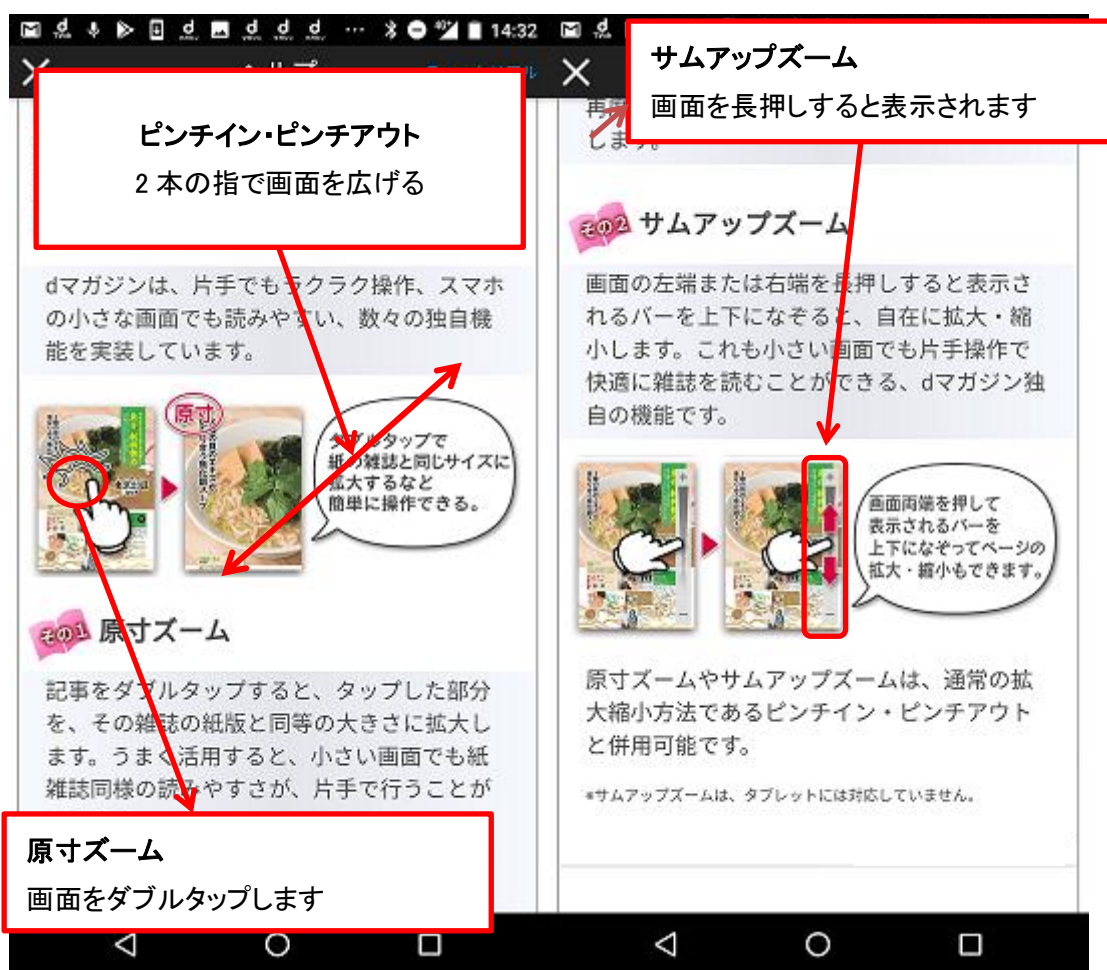 14:32
ピンチイン・ピンチアウト
2本の指で画面を広げる
dマガジンは、片手でもラクラク操作、スマホ
の小さな画面でも読みやすい、数々の独自機
能を実装しています。
原寸
ダブルタップで
紙の雑誌と同じサイズに
拡大するなど
簡単に操作できる。
その1 原寸ズーム
記事をダブルタップすると、タップした部分
を、その雑誌の紙版と同等の大きさに拡大し
ます。うまく活用すると、小さい画面でも紙
雑誌同様の読みやすさが、片手で行うことが
原寸ズーム
画面をダブルタップします
サムアップズーム
画面を長押しすると表示されます
します。
その2 サムアップズーム
画面の左端または右端を長押しすると表示さ
れるバーを上下になぞると、自在に拡大・縮
小します。これも小さい画面でも片手操作で
快適に雑誌を読むことができる、dマガジン独
自の機能です。
画面両端を押して
表示されるバーを
上下になぞってページの
拡大・縮小もできます。
原寸ズームやサムアップズームは、通常の拡
大縮小方法であるピンチイン・ピンチアウト
と併用可能です。
※サムアップズームは、タブレットには対応していません。